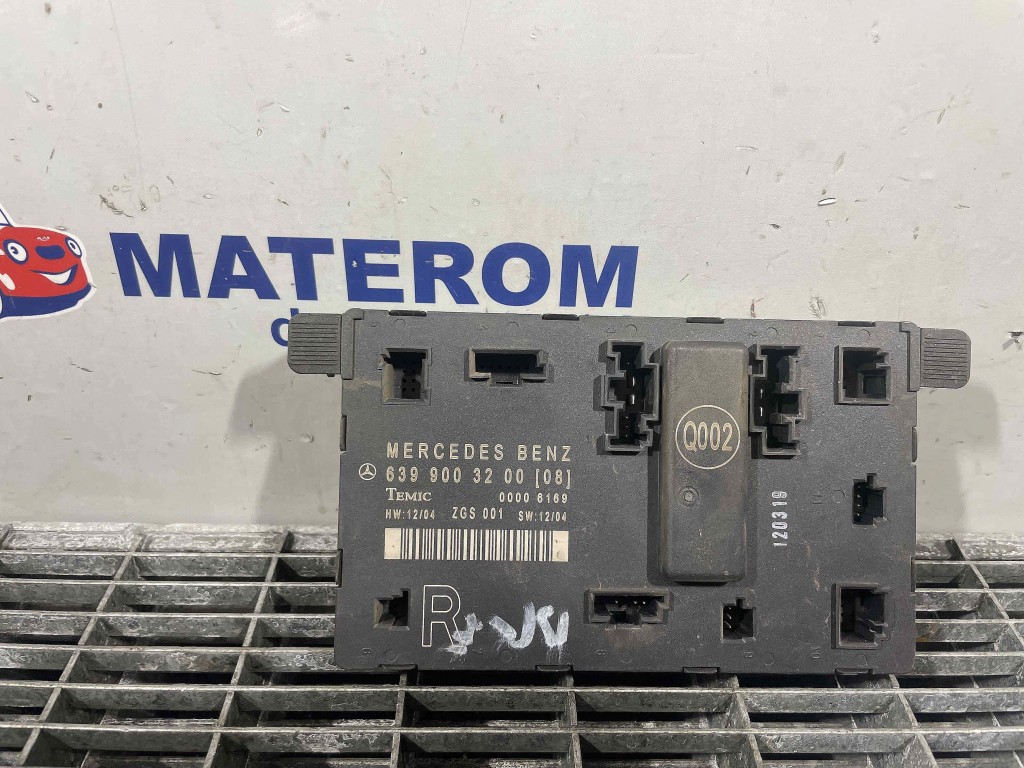 MATEROM
d
MERCEDES BENZ
639 900 32 00 [08]
TEMIC 0000 6169
HW:12/04 ZGS 001 SW:12/04
R
Q002
120319